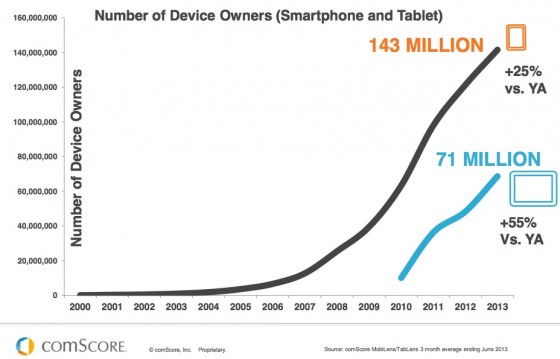 Number of Device Owners (Smartphone and Tablet)
160,000,000
140,000,000
120,000,000
100,000,000
80,000,000
60,000,000
40,000,000
20,000,000
0
Number of Device Owners
143 MILLION
+25%
vs. YA
71 MILLION
+55%
Vs. YA
2000 2001 2002 2003 2004 2005 2006 2007 2008 2009 2010 2011 2012 2013
comSCORE.
© comScore, Inc. Proprietary.
Source: comScore MobiLens/TabLens 3 month average ending June 2013